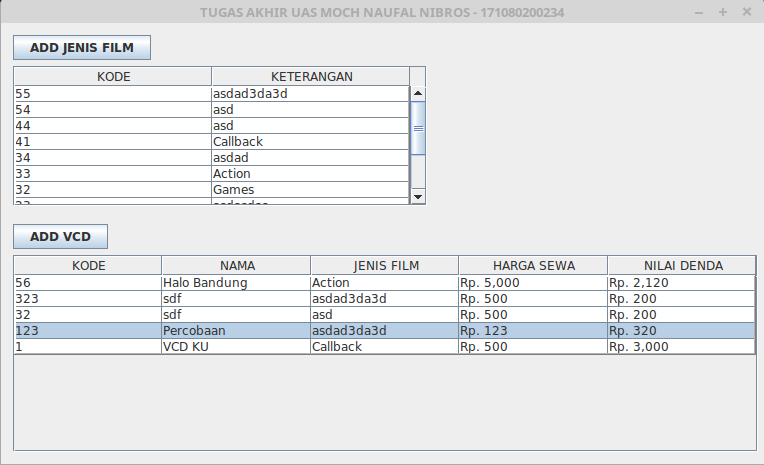 TUGAS AKHIR UAS MOCH NAUFAL NIBROS - 171080200234
ADD JENIS FILM
KODE KETERANGAN
55 asdad3da3d
54 asd
44 asd
41 Callback
34 asdad
33 Action
32 Games
ADD VCD
KODE NAMA JENIS FILM HARGA SEWA NILAI DENDA
56 Halo Bandung Action Rp. 5,000 Rp. 2,120
323 sdf asdad3da3d Rp. 500 Rp. 200
32 sdf asd Rp. 500 Rp. 200
123 Percobaan asdad3da3d Rp. 123 Rp. 320
1 VCD KU Callback Rp. 500 Rp. 3,000